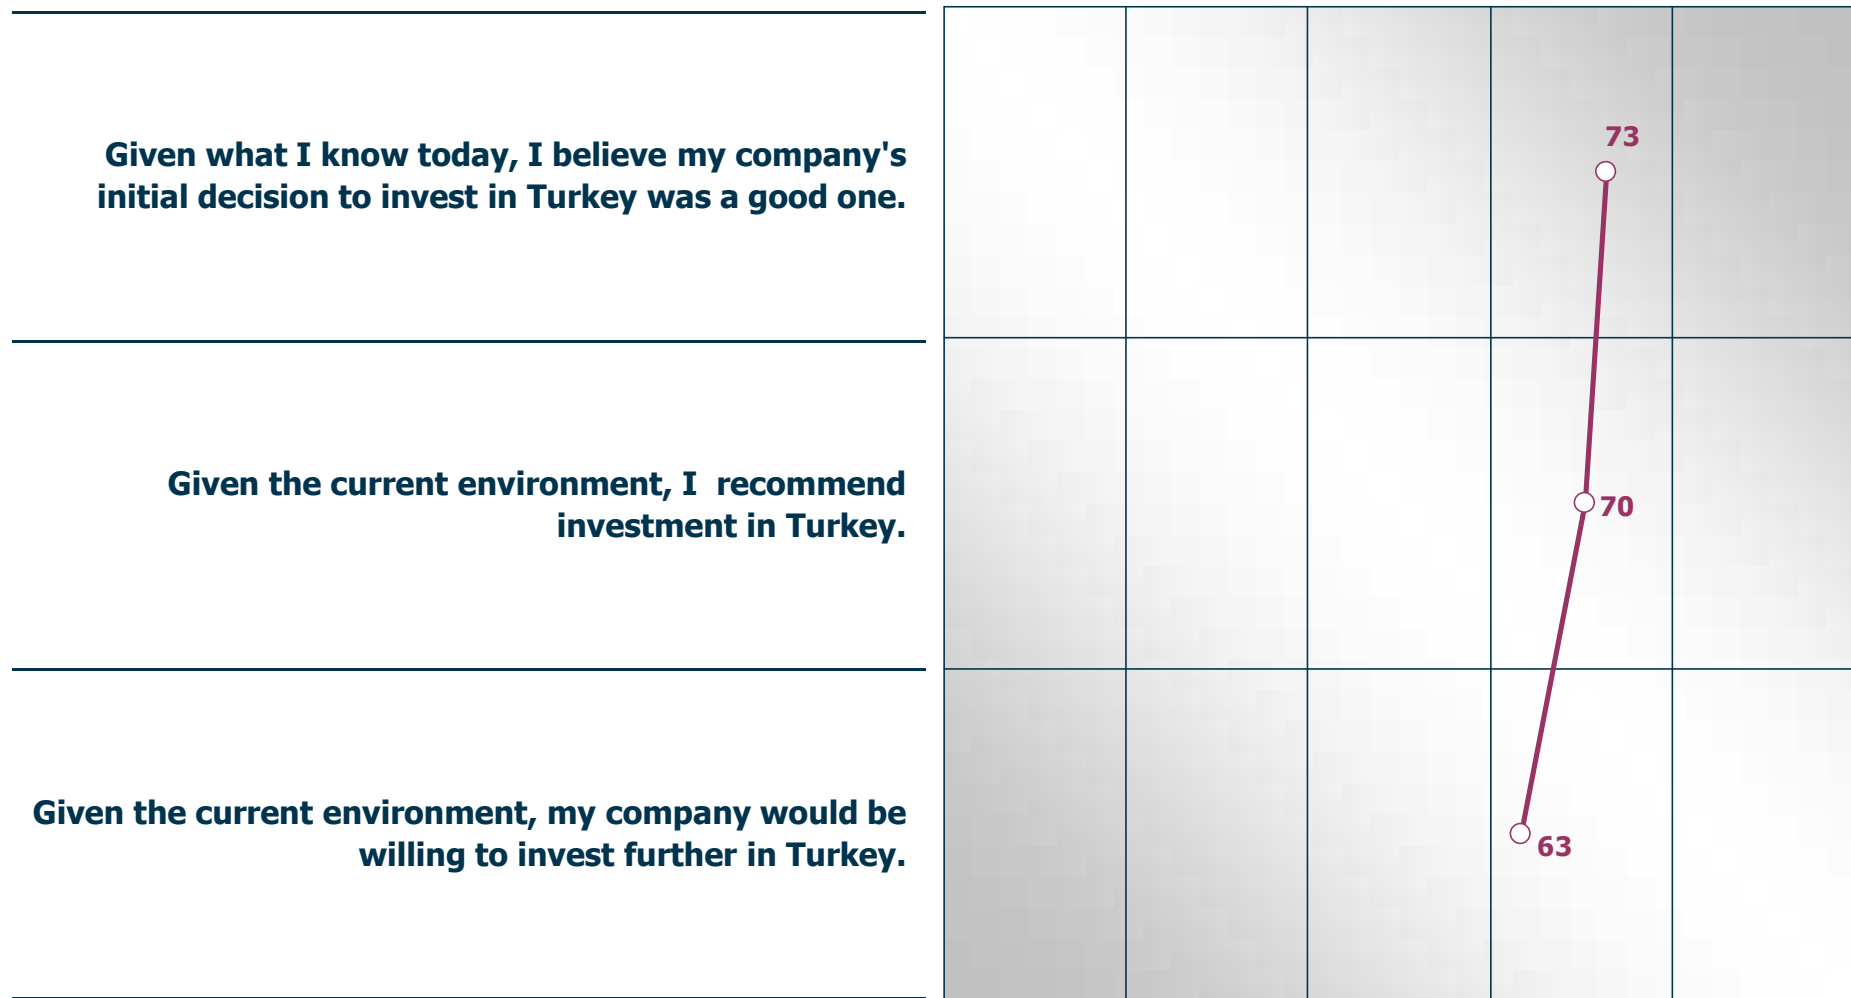 Given what I know today, I believe my company's
initial decision to invest in Turkey was a good one.
73
Given the current environment, I  recommend
investment in Turkey.
70
Given the current environment, my company would be
willing to invest further in Turkey.
63